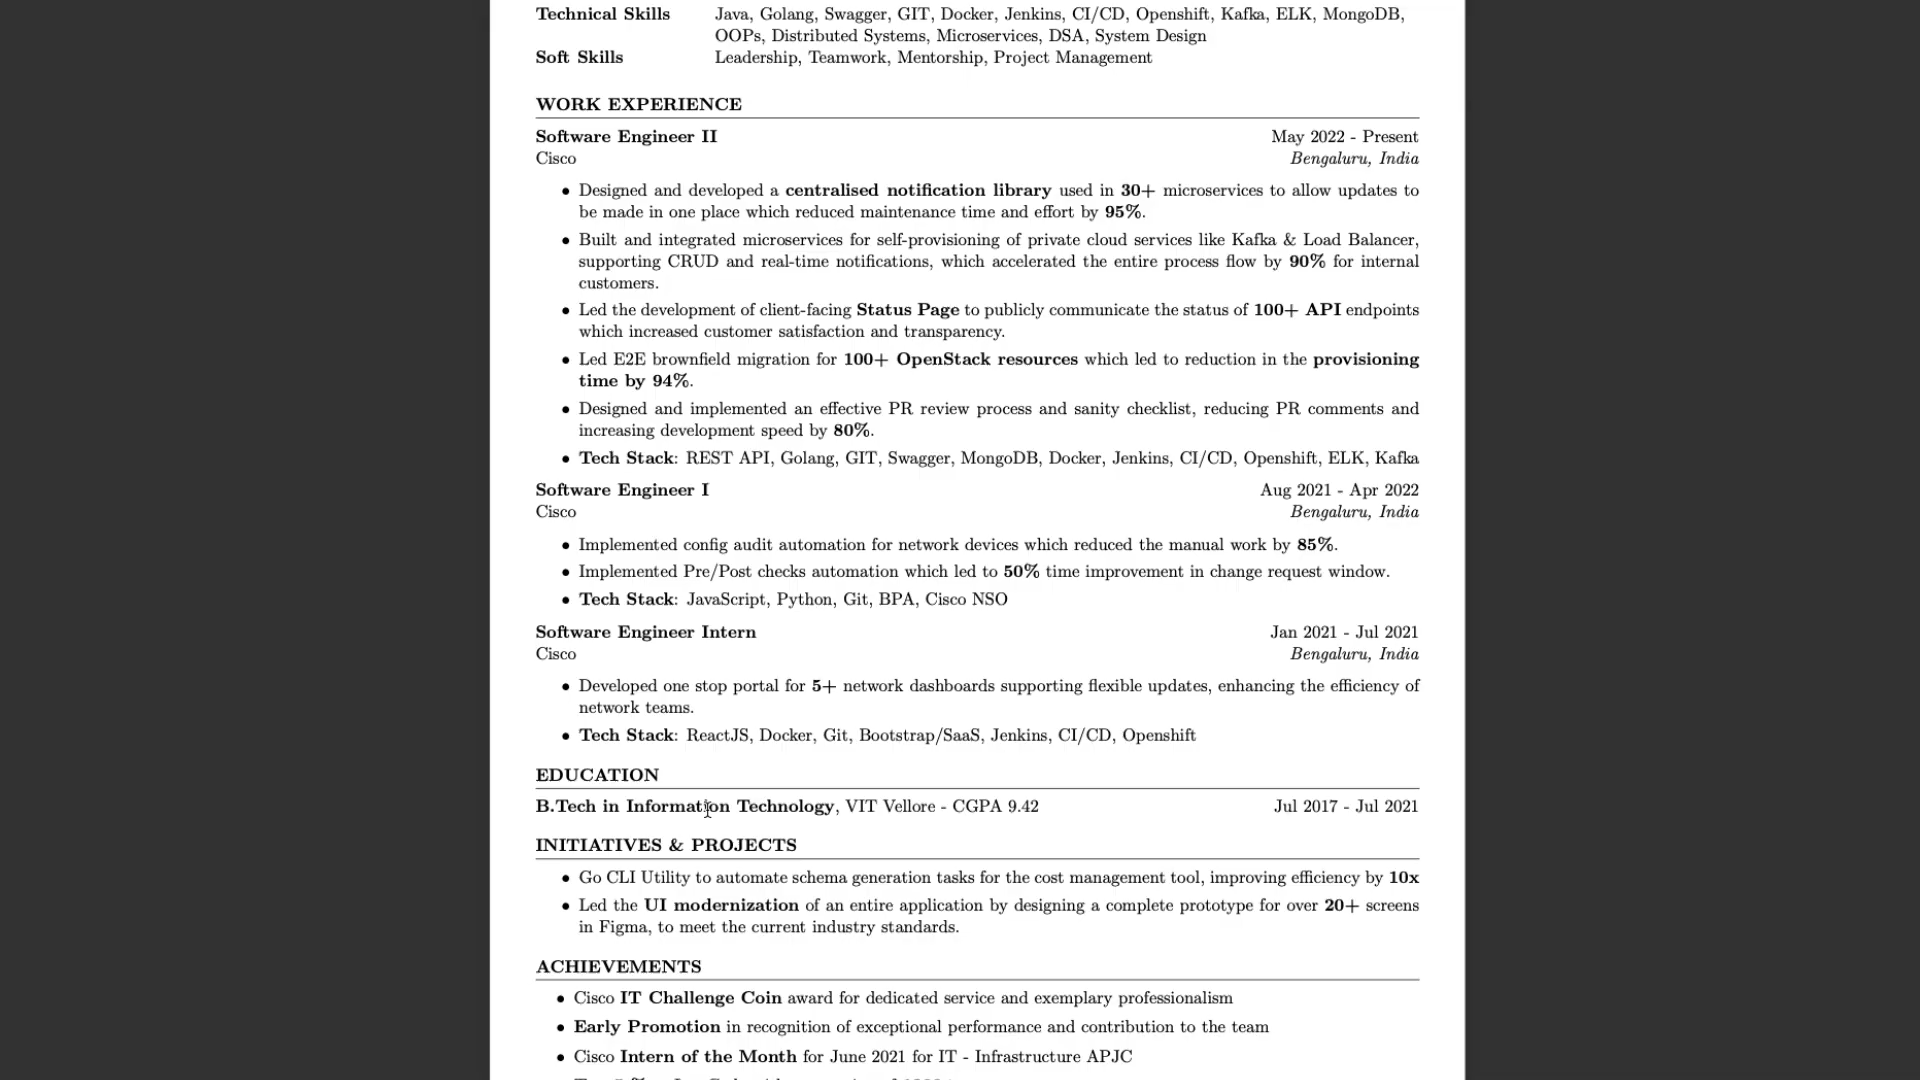 Technical Skills Java, Golang, Swagger, GIT, Docker, Jenkins, CI/CD, Openshift, Kafka, ELK, MongoDB,
OOPs, Distributed Systems, Microservices, DSA, System Design
Soft Skills Leadership, Teamwork, Mentorship, Project Management
WORK EXPERIENCE
Software Engineer II May 2022 - Present
Cisco Bengaluru, India
• Designed and developed a centralised notification library used in 30+ microservices to allow updates to
be made in one place which reduced maintenance time and effort by 95%.
• Built and integrated microservices for self-provisioning of private cloud services like Kafka & Load Balancer,
supporting CRUD and real-time notifications, which accelerated the entire process flow by 90% for internal
customers.
• Led the development of client-facing Status Page to publicly communicate the status of 100+ API endpoints
which increased customer satisfaction and transparency.
• Led E2E brownfield migration for 100+ OpenStack resources which led to reduction in the provisioning
time by 94%.
• Designed and implemented an effective PR review process and sanity checklist, reducing PR comments and
increasing development speed by 80%.
• Tech Stack: REST API, Golang, GIT, Swagger, MongoDB, Docker, Jenkins, CI/CD, Openshift, ELK, Kafka
Software Engineer I Aug 2021 - Apr 2022
Cisco Bengaluru, India
• Implemented config audit automation for network devices which reduced the manual work by 85%.
• Implemented Pre/Post checks automation which led to 50% time improvement in change request window.
• Tech Stack: JavaScript, Python, Git, BPA, Cisco NSO
Software Engineer Intern Jan 2021 - Jul 2021
Cisco Bengaluru, India
• Developed one stop portal for 5+ network dashboards supporting flexible updates, enhancing the efficiency of
network teams.
• Tech Stack: ReactJS, Docker, Git, Bootstrap/SaaS, Jenkins, CI/CD, Openshift
EDUCATION
B.Tech in Information Technology, VIT Vellore - CGPA 9.42 Jul 2017 - Jul 2021
INITIATIVES & PROJECTS
• Go CLI Utility to automate schema generation tasks for the cost management tool, improving efficiency by 10x
• Led the UI modernization of an entire application by designing a complete prototype for over 20+ screens
in Figma, to meet the current industry standards.
ACHIEVEMENTS
• Cisco IT Challenge Coin award for dedicated service and exemplary professionalism
• Early Promotion in recognition of exceptional performance and contribution to the team
• Cisco Intern of the Month for June 2021 for IT - Infrastructure APJC